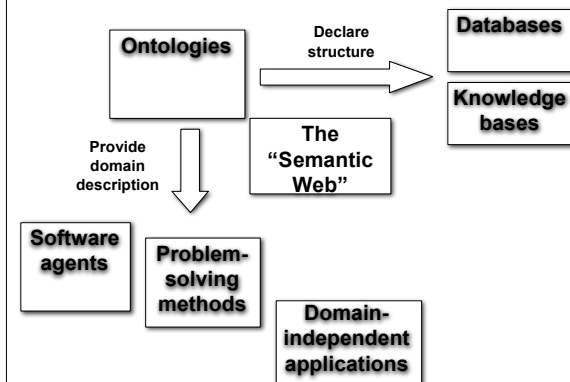 Ontologies
Declare
structure
Databases
Knowledge
bases
Provide
domain
description
The
“Semantic
Web”
Software
agents
Problem-
solving
methods
Domain-
independent
applications